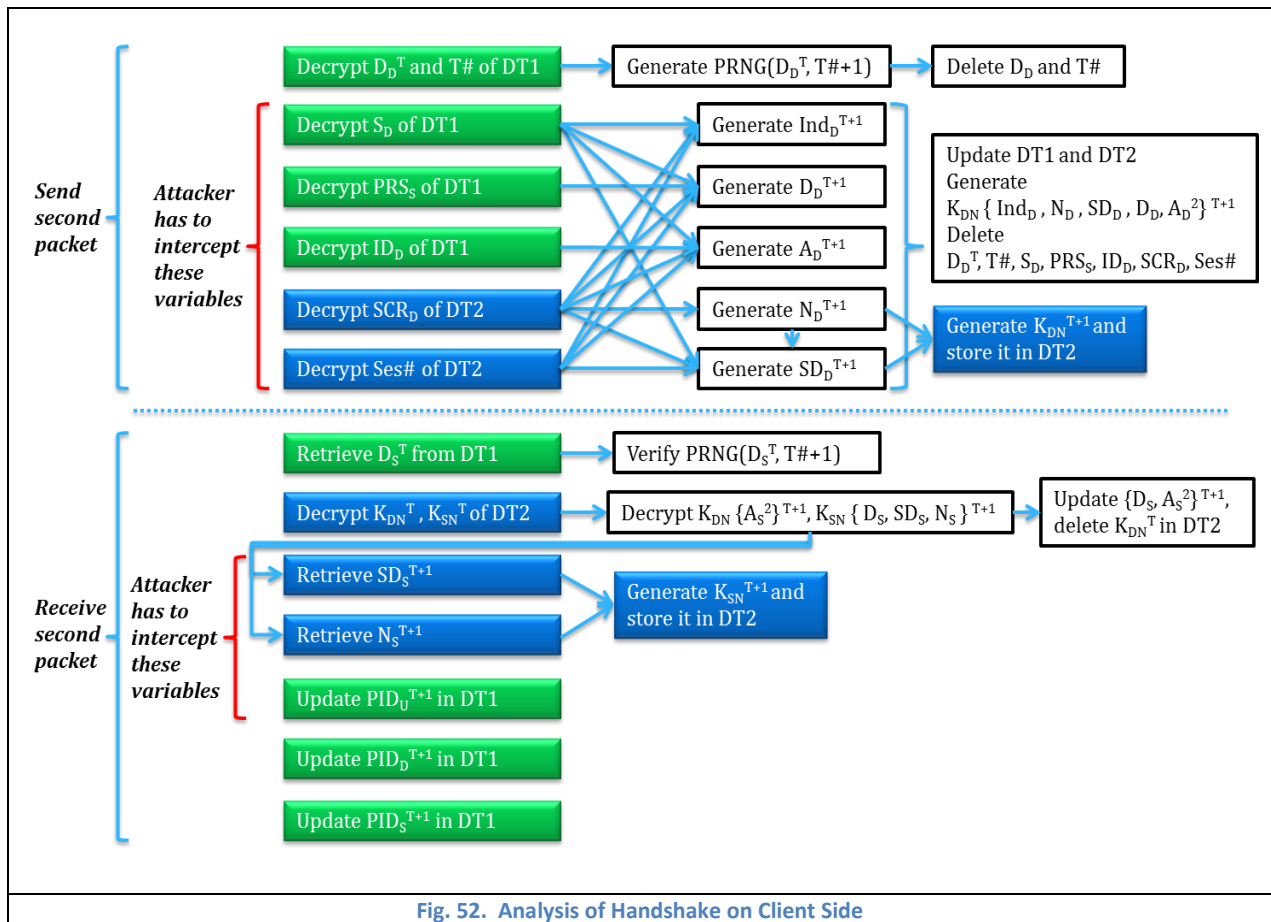 Decrypt D_D^T and T# of DT1
Generate PRNG(D_D^T, T#+1)
Delete D_D and T#
Send
second
packet
Attacker
has to
intercept
these
variables
Decrypt S_D of DT1
Decrypt PRS_S of DT1
Decrypt ID_D of DT1
Decrypt SCR_D of DT2
Decrypt Ses# of DT2
Generate Ind_D^T+1
Generate D_D^T+1
Generate A_D^T+1
Generate N_D^T+1
Generate SD_D^T+1
Update DT1 and DT2
Generate
K_DN { Ind_D , N_D , SD_D , D_D, A_D^2} ^T+1
Delete
D_D^T, T#, S_D, PRS_S, ID_D, SCR_D, Ses#
Generate K_DN^T+1 and
store it in DT2
Receive
second
packet
Retrieve D_S^T from DT1
Verify PRNG(D_S^T, T#+1)
Decrypt K_DN^T , K_SN^T of DT2
Decrypt K_DN {A_S^2} ^T+1, K_SN { D_S, SD_S, N_S } ^T+1
Update {D_S, A_S^2} ^T+1,
delete K_DN^T in DT2
Attacker
has to
intercept
these
variables
Retrieve SD_S^T+1
Retrieve N_S^T+1
Generate K_SN^T+1 and
store it in DT2
Update PID_U^T+1 in DT1
Update PID_D^T+1 in DT1
Update PID_S^T+1 in DT1
Fig. 52. Analysis of Handshake on Client Side